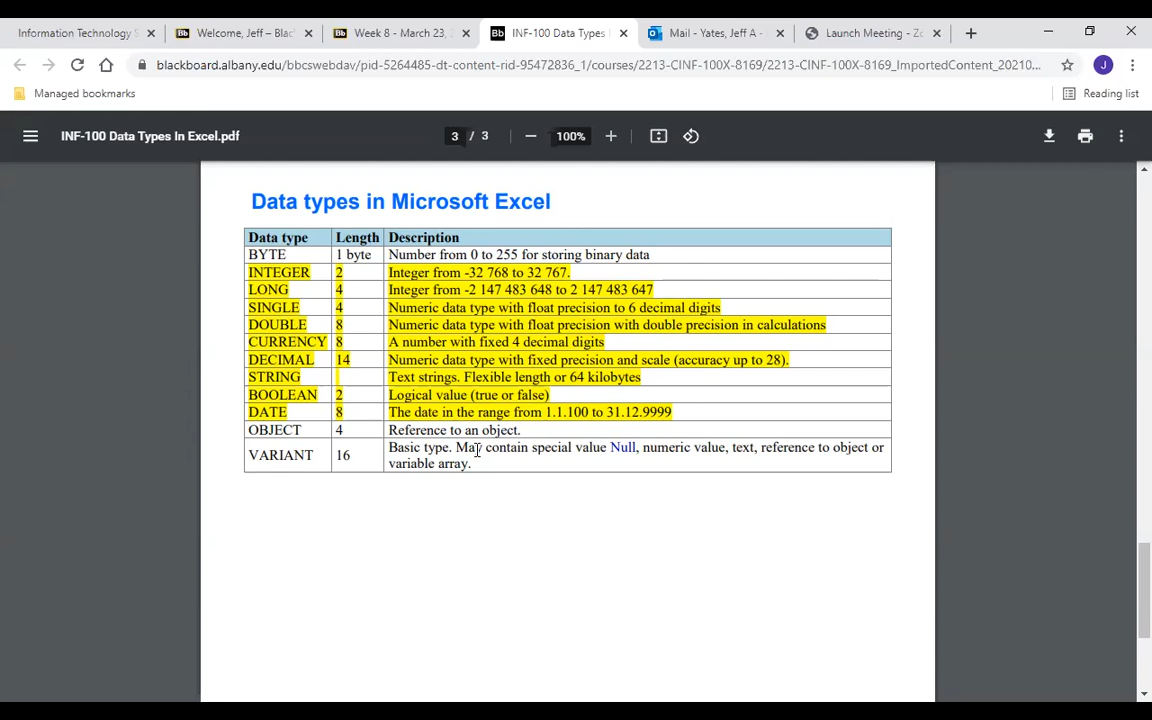 Information Technology S
Welcome, Jeff – Blac
Week 8 - March 23,
INF-100 Data Types
Mail - Yates, Jeff A -
Launch Meeting - Zo
blackboard.albany.edu/bbcswebdav/pid-5264485-dt-content-rid-95472836_1/courses/2213-CINF-100X-8169/2213-CINF-100X-8169_ImportedContent_20210...
Managed bookmarks
Reading list
INF-100 Data Types In Excel.pdf
3 / 3
100%
Data types in Microsoft Excel
Data type Length Description
BYTE 1 byte Number from 0 to 255 for storing binary data
INTEGER 2 Integer from -32 768 to 32 767.
LONG 4 Integer from -2 147 483 648 to 2 147 483 647
SINGLE 4 Numeric data type with float precision to 6 decimal digits
DOUBLE 8 Numeric data type with float precision with double precision in calculations
CURRENCY 8 A number with fixed 4 decimal digits
DECIMAL 14 Numeric data type with fixed precision and scale (accuracy up to 28).
STRING Text strings. Flexible length or 64 kilobytes
BOOLEAN 2 Logical value (true or false)
DATE 8 The date in the range from 1.1.100 to 31.12.9999
OBJECT 4 Reference to an object.
VARIANT 16 Basic type. May contain special value Null, numeric value, text, reference to object or
variable array.